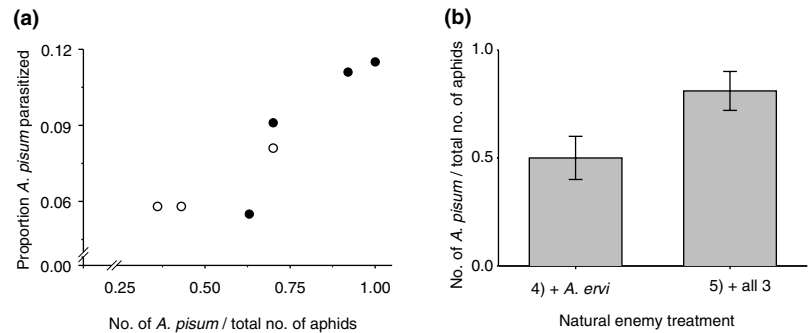 (a)
Proportion A. pisum parasitized
0.12
0.09
0.06
0.00
0.25
0.50
0.75
1.00
No. of A. pisum / total no. of aphids
(b)
No. of A. pisum / total no. of aphids
1.0
0.5
0.0
4) + A. ervi
5) + all 3
Natural enemy treatment